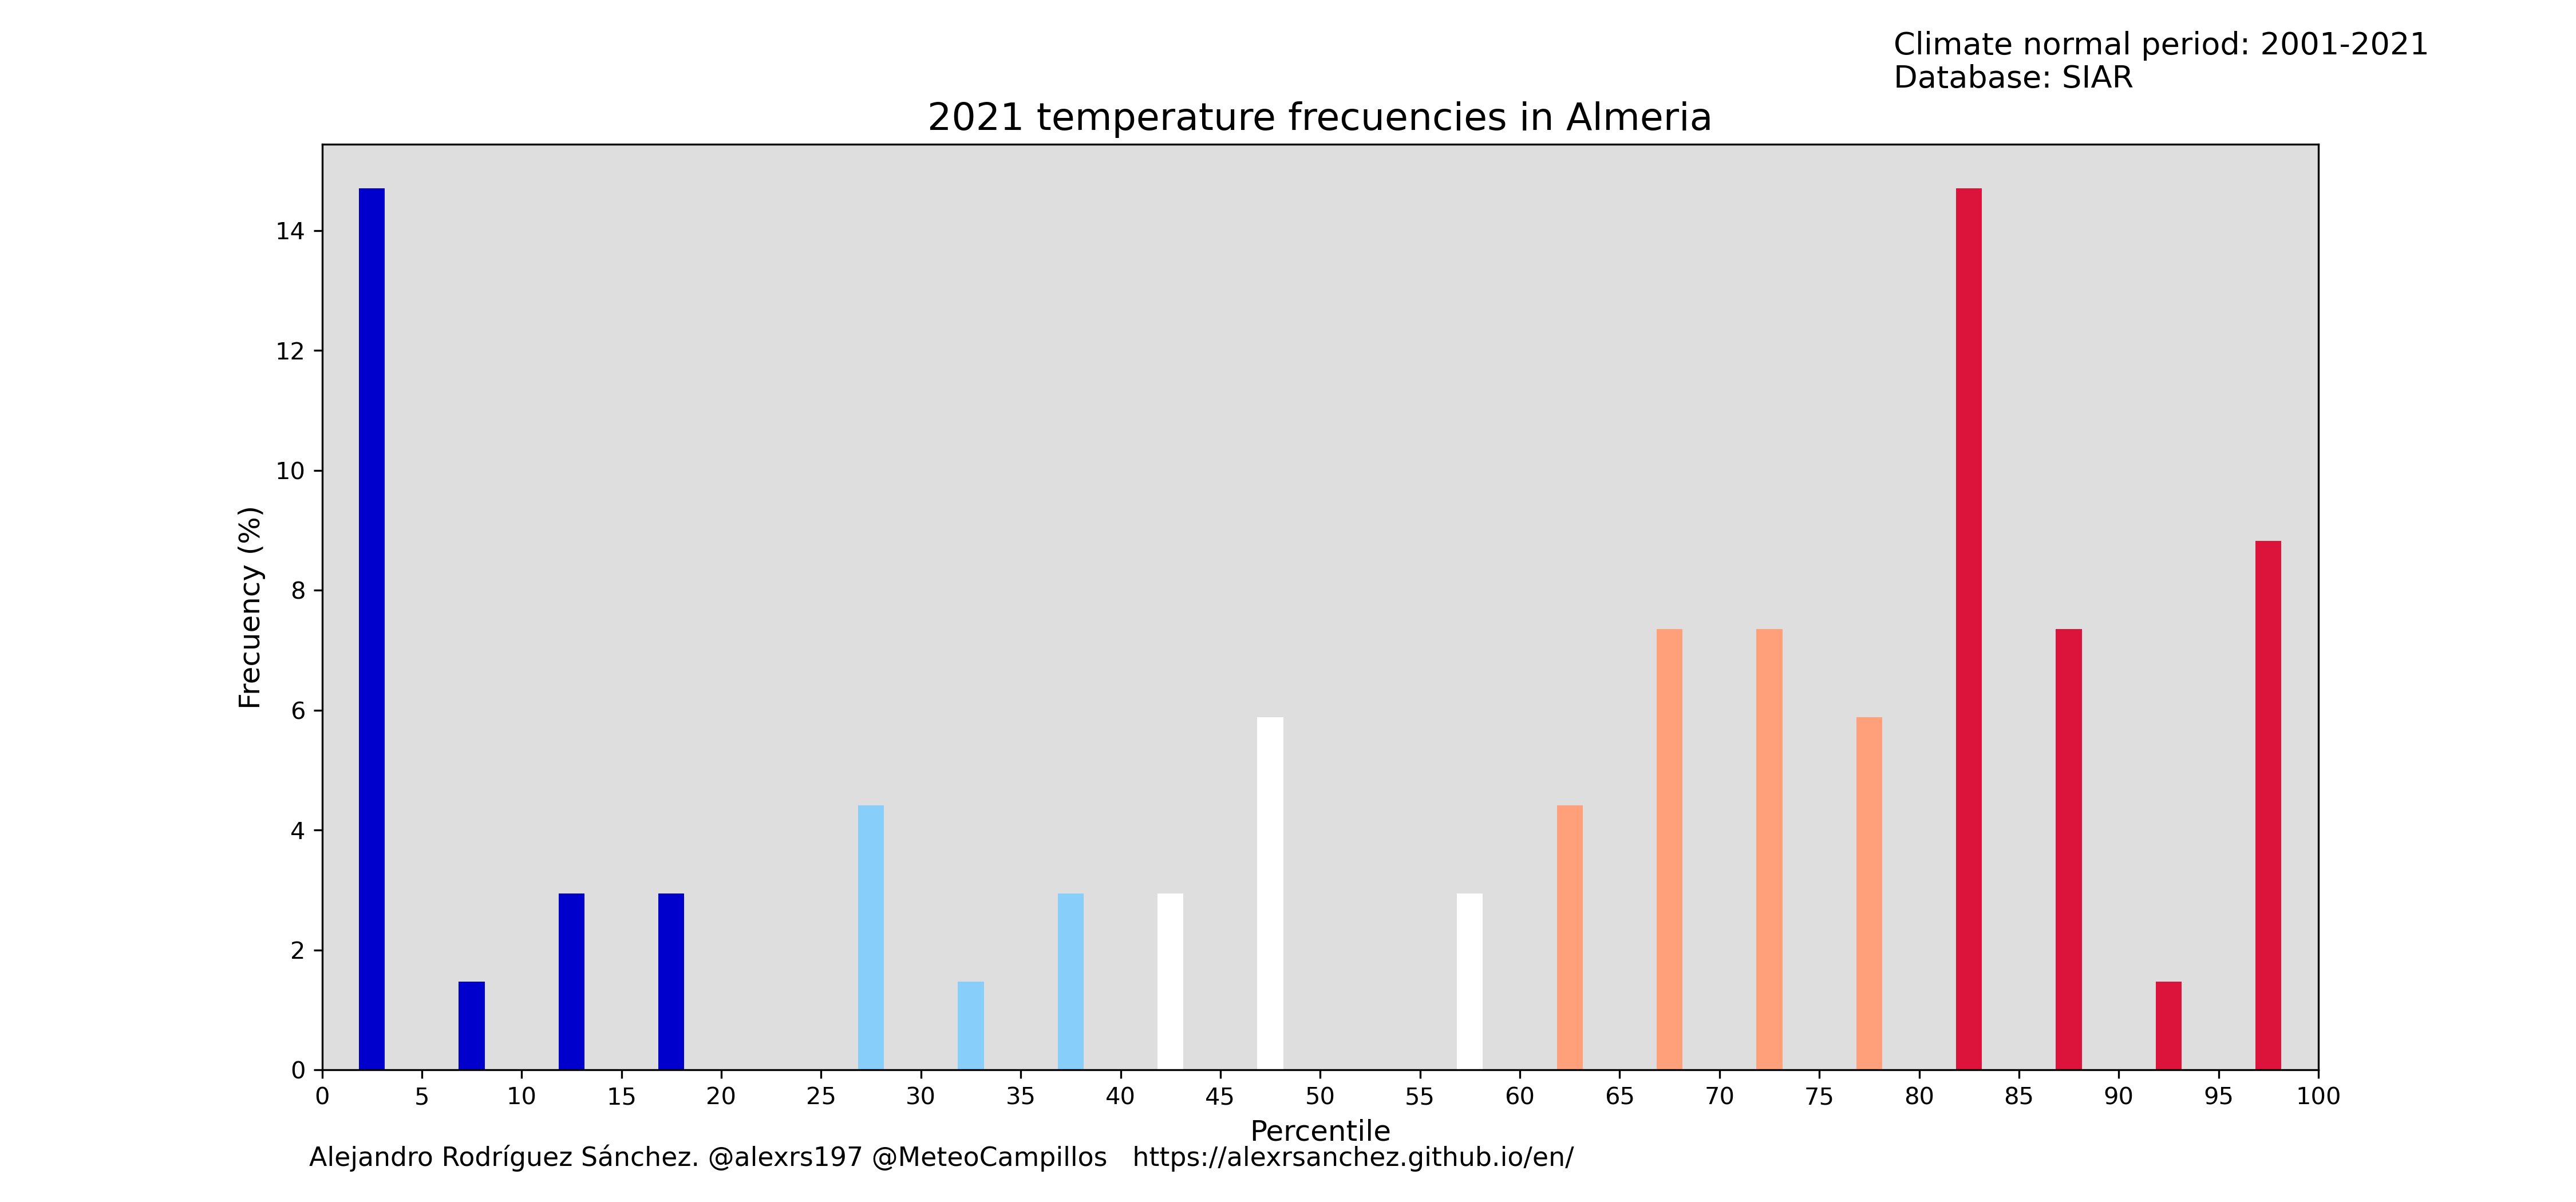 Climate normal period: 2001-2021
Database: SIAR
2021 temperature frecuencies in Almeria
Frecuency (%)
14
12
10
8
6
4
2
0
0 5 10 15 20 25 30 35 40 45 50 55 60 65 70 75 80 85 90 95 100
Percentile
Alejandro Rodríguez Sánchez. @alexrs197 @MeteoCampillos https://alexrsanchez.github.io/en/